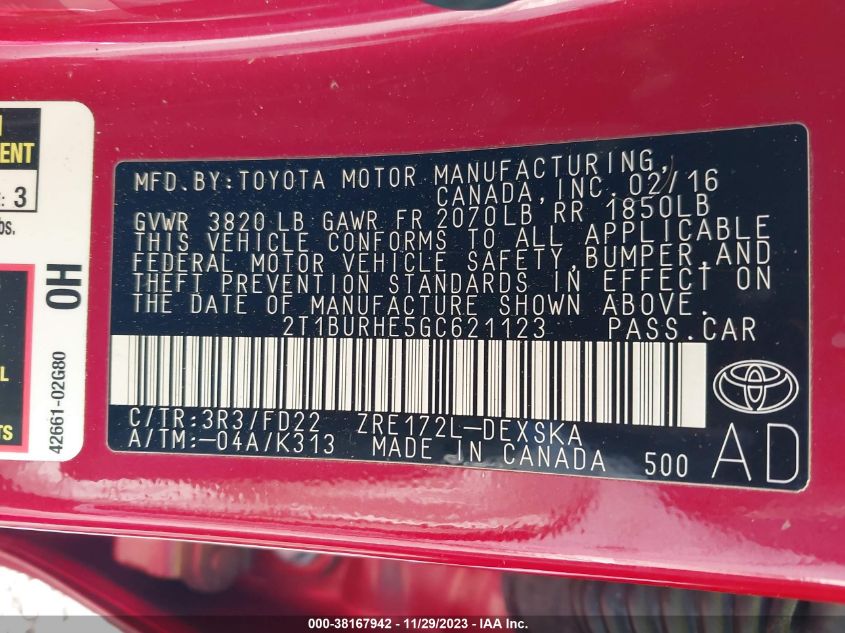 MFD.BY:TOYOTA MOTOR MANUFACTURING,
CANADA,INC. 02/16
GVWR 3820 LB GAWR FR 2070LB RR 1850LB
THIS VEHICLE CONFORMS TO ALL APPLICABLE
FEDERAL MOTOR VEHICLE SAFETY,BUMPER,AND
THEFT PREVENTION STANDARDS IN EFFECT ON
THE DATE OF MANUFACTURE SHOWN ABOVE.
2T1BURHE5GC621123 PASS.CAR
C/TR:3R3/FD22 ZRE172L-DEXSKA
A/TM:-04A/K313 MADE IN CANADA 500
AD
3
lbs.
OH
42661-02G80
000-38167942 - 11/29/2023 - IAA Inc.